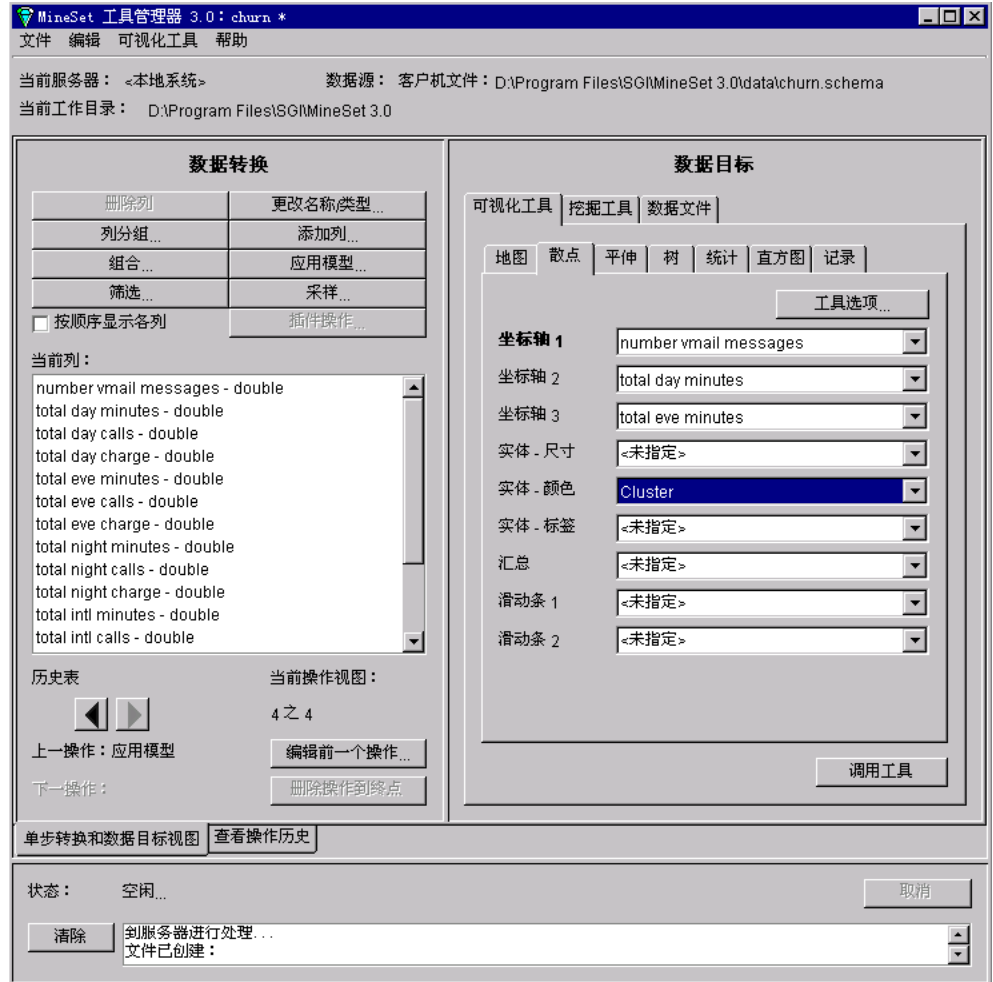 MineSet 工具管理器 3.0：churn *
文件 编辑 可视化工具 帮助
当前服务器： <本地系统> 数据源： 客户机文件：D:\Program Files\SGI\MineSet 3.0\data\churn.schema
当前工作目录： D:\Program Files\SGI\MineSet 3.0
数据转换
删除列 更改名称/类型...
列分组... 添加列...
组合... 应用模型...
筛选... 采样...
按顺序显示各列 插件操作...
当前列：
number vmail messages - double
total day minutes - double
total day calls - double
total day charge - double
total eve minutes - double
total eve calls - double
total eve charge - double
total night minutes - double
total night calls - double
total night charge - double
total intl minutes - double
total intl calls - double
历史表 当前操作视图：
4 之 4
上一操作：应用模型 编辑前一个操作...
下一操作： 删除操作到终点
数据目标
可视化工具 挖掘工具 数据文件
地图 散点 平伸 树 统计 直方图 记录
工具选项...
坐标轴 1 number vmail messages
坐标轴 2 total day minutes
坐标轴 3 total eve minutes
实体 - 尺寸 <未指定>
实体 - 颜色 Cluster
实体 - 标签 <未指定>
汇总 <未指定>
滑动条 1 <未指定>
滑动条 2 <未指定>
调用工具
单步转换和数据目标视图 查看操作历史
状态： 空闲... 取消
清除 到服务器进行处理...
文件已创建：